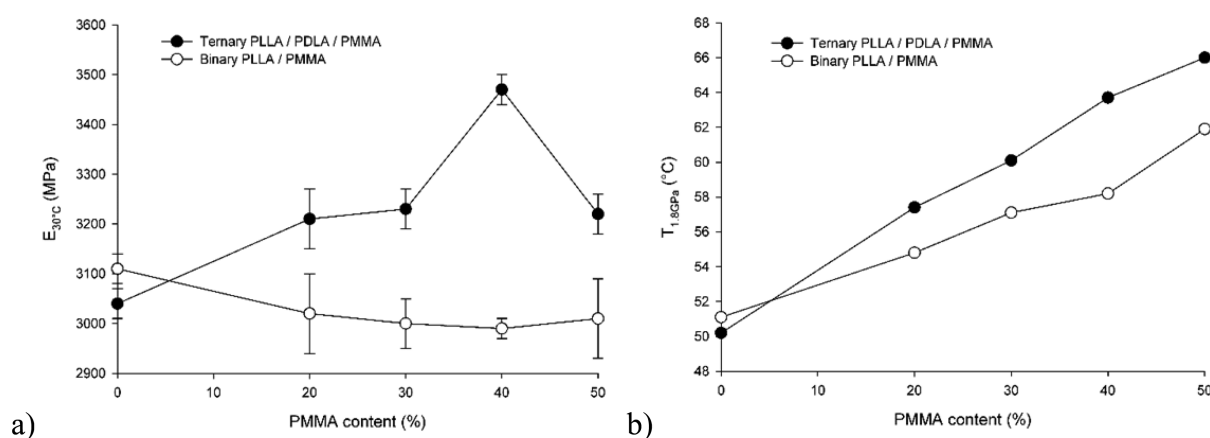 3600
3500
3400
3300
3200
3100
3000
2900
E30°C (MPa)
Ternary PLLA / PDLA / PMMA
Binary PLLA / PMMA
0 10 20 30 40 50
PMMA content (%)
a)
68
66
64
62
60
58
56
54
51
50
48
T1.8GPa (°C)
Ternary PLLA / PDLA / PMMA
Binary PLLA / PMMA
0 10 20 30 40 50
PMMA content (%)
b)